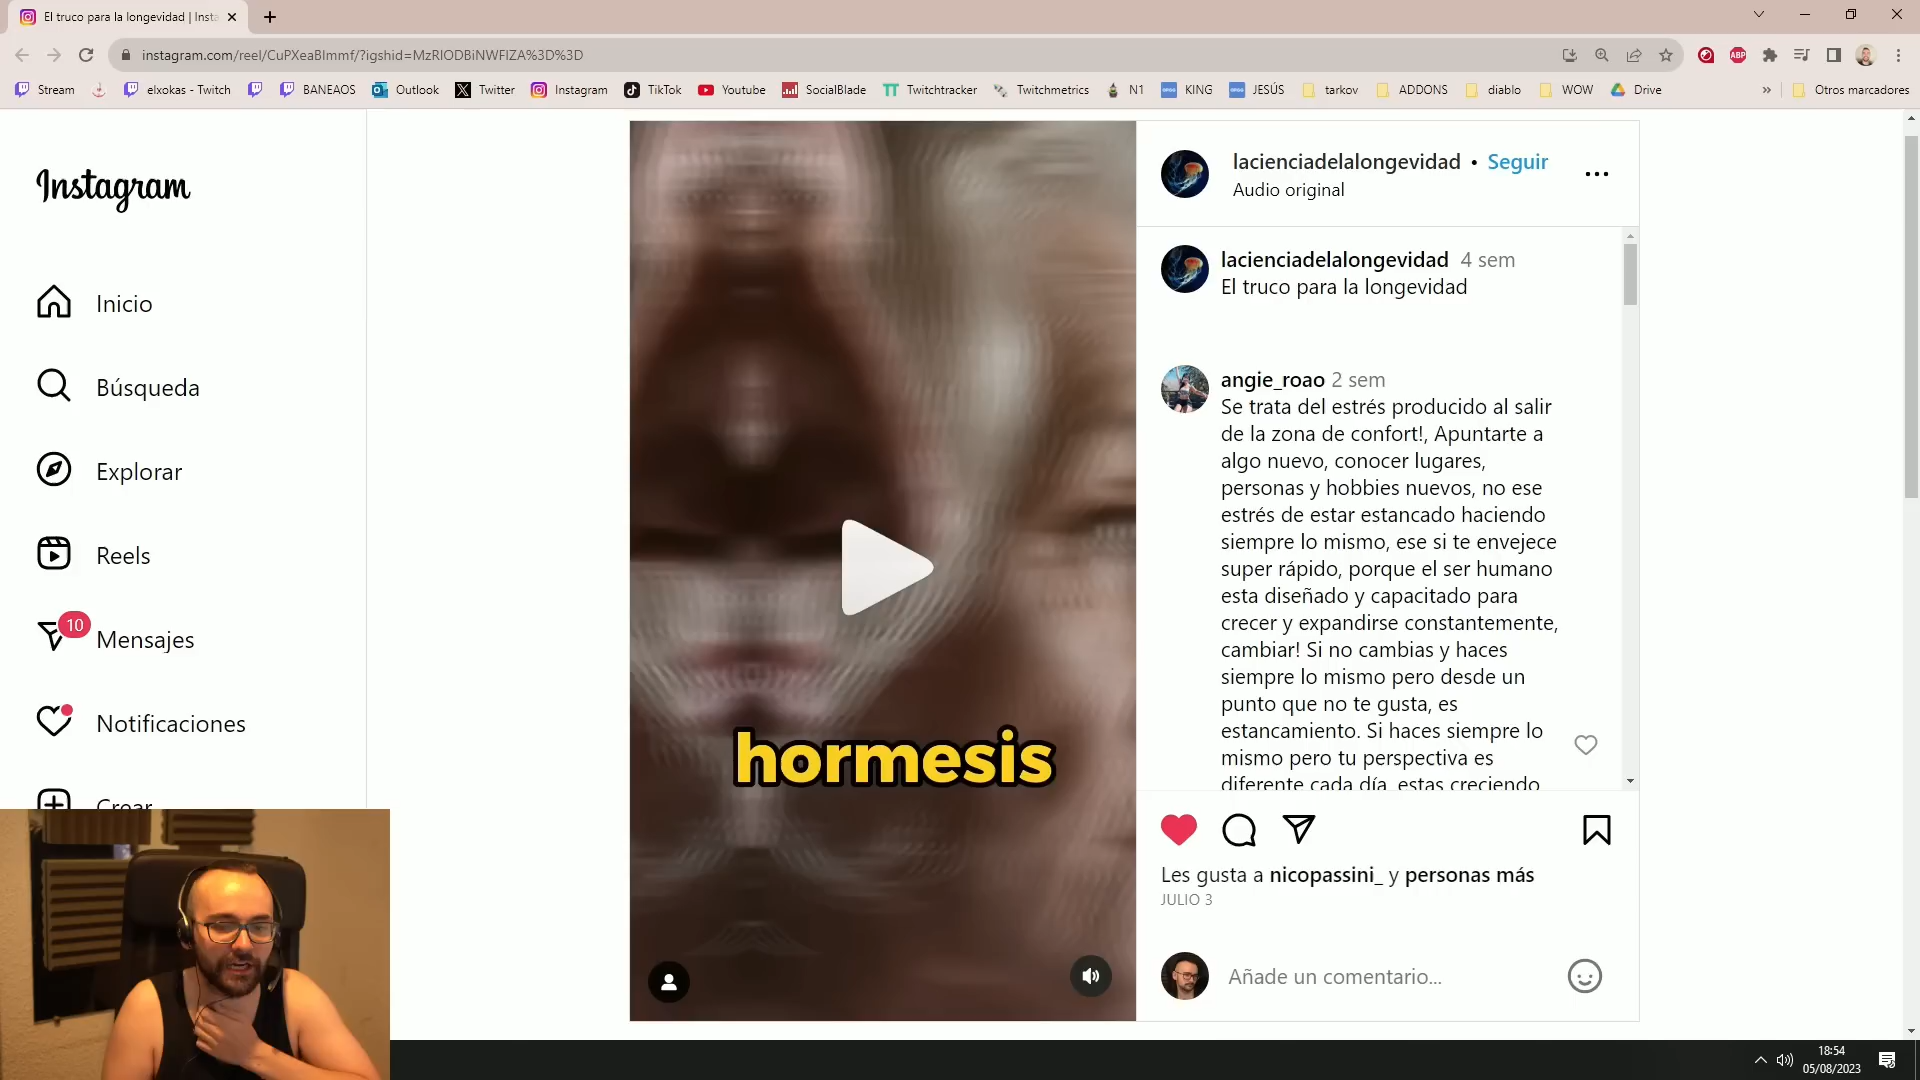 El truco para la longevidad | Insta
instagram.com/reel/CuPXeaBImmf/?igshid=MzRlODBiNWFlZA%3D%3D
ABP
Stream
elxokas - Twitch
BANEAOS
Outlook
Twitter
Instagram
TikTok
Youtube
SocialBlade
Twitchtracker
Twitchmetrics
N1
KING
JESÚS
tarkov
ADDONS
diablo
WOW
Drive
»
Otros marcadores
Instagram
Inicio
Búsqueda
Explorar
Reels
10
Mensajes
Notificaciones
Crear
hormesis
lacienciadelalongevidad • Seguir
Audio original
lacienciadelalongevidad 4 sem
El truco para la longevidad
angie_roao 2 sem
Se trata del estrés producido al salir
de la zona de confort!, Apuntarte a
algo nuevo, conocer lugares,
personas y hobbies nuevos, no ese
estrés de estar estancado haciendo
siempre lo mismo, ese si te envejece
super rápido, porque el ser humano
esta diseñado y capacitado para
crecer y expandirse constantemente,
cambiar! Si no cambias y haces
siempre lo mismo pero desde un
punto que no te gusta, es
estancamiento. Si haces siempre lo
mismo pero tu perspectiva es
diferente cada día, estas creciendo
Les gusta a nicopassini_ y personas más
JULIO 3
Añade un comentario...
18:54
05/08/2023